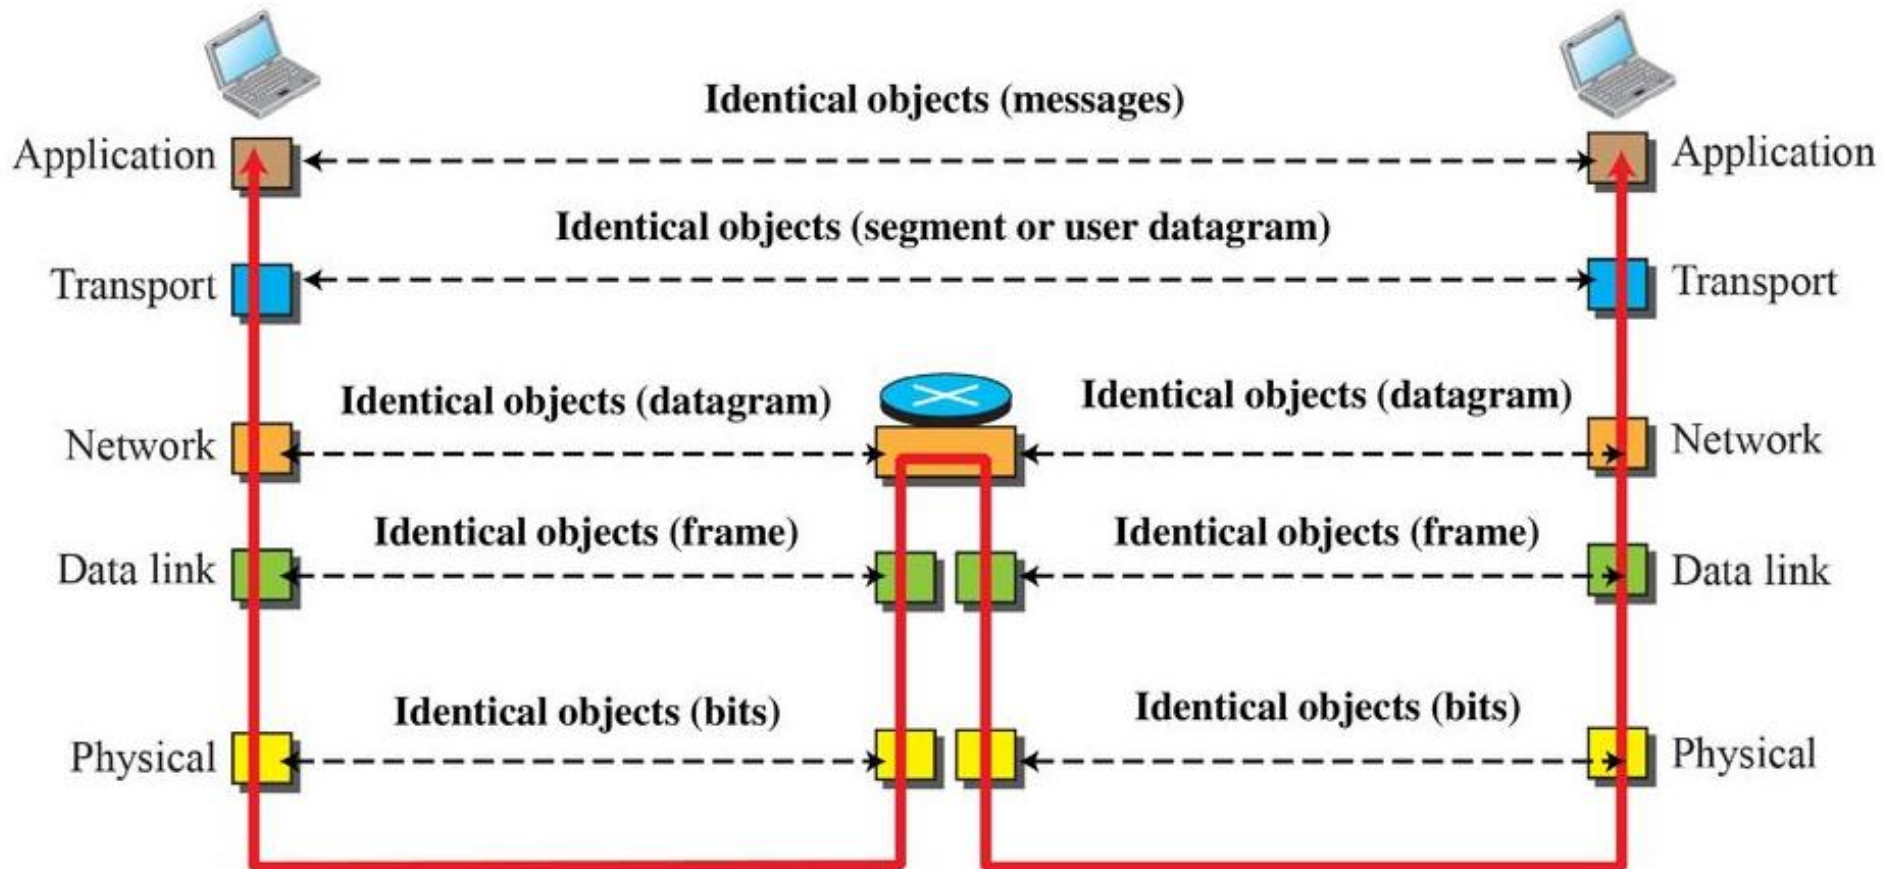 Identical objects (messages)
Application
Application
Identical objects (segment or user datagram)
Transport
Transport
Identical objects (datagram)
Identical objects (datagram)
Network
Network
Identical objects (frame)
Identical objects (frame)
Data link
Data link
Identical objects (bits)
Identical objects (bits)
Physical
Physical